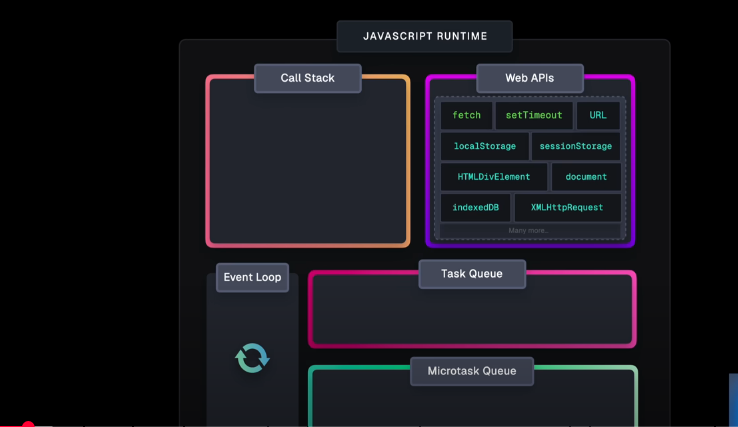 JAVASCRIPT RUNTIME
Call Stack
Web APIs
fetch
setTimeout
URL
localStorage
sessionStorage
HTMLDivElement
document
indexedDB
XMLHttpRequest
Many more..
Event Loop
Task Queue
Microtask Queue